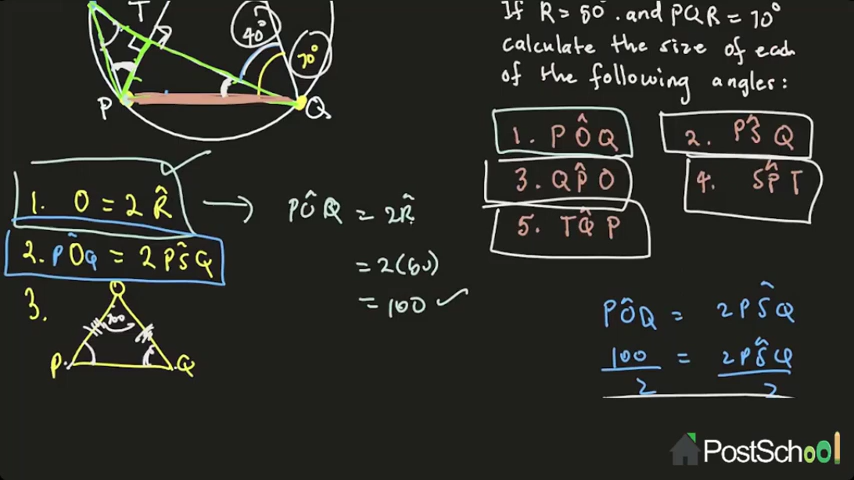 If R = 50°. and PQR = 70°
calculate the size of each
of the following angles:
T
40°
70°
P
Q
1. PÔQ
2. PŜQ
3. QP̂O
4. SP̂T
5. TQ̂P
1. O = 2R̂
PÔQ = 2R̂
= 2(50)
= 100 ✓
2. PÔQ = 2PŜQ
3.
O
100
P
Q
PÔQ = 2PŜQ
100 = 2PŜQ
2 2
PostSchool